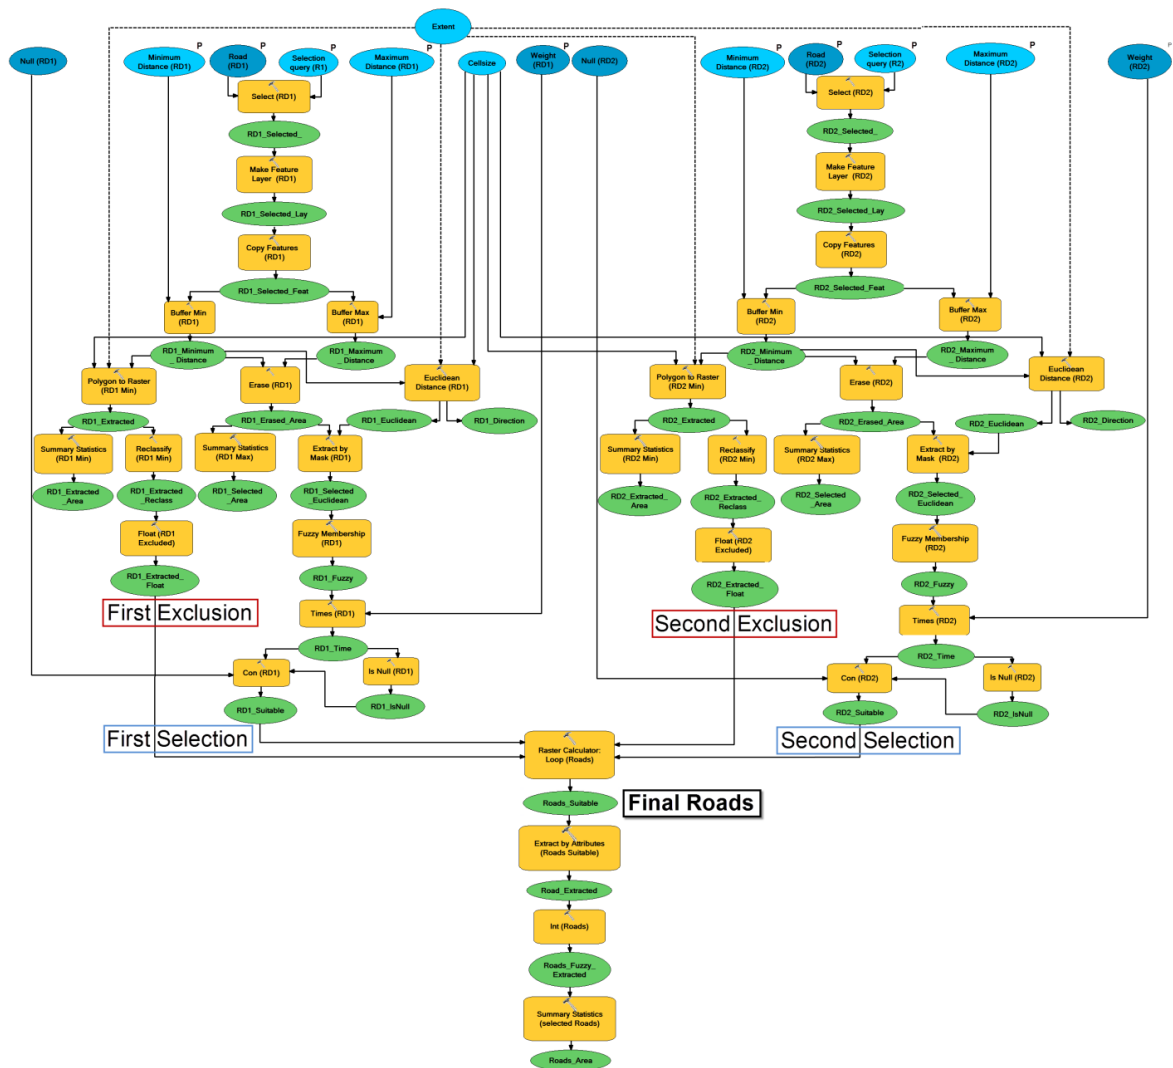 Extent
P
P
P
P
P
P
P
P
P
P
Null (RD1)
Minimum
Distance (RD1)
Road
(RD1)
Selection
query (R1)
Maximum
Distance (RD1)
Cellsize
Weight
(RD1)
Null (RD2)
Minimum
Distance (RD2)
Road
(RD2)
Selection
query (R2)
Maximum
Distance (RD2)
Weight
(RD2)
Select (RD1)
Select (RD2)
RD1_Selected_
RD2_Selected_
Make Feature
Layer (RD1)
Make Feature
Layer (RD2)
RD1_Selected_Lay
RD2_Selected_Lay
Copy Features
(RD1)
Copy Features
(RD2)
RD1_Selected_Feat
RD2_Selected_Feat
Buffer Min
(RD1)
Buffer Max
(RD1)
Buffer Min
(RD2)
Buffer Max
(RD2)
RD1_Minimum
_ Distance
RD1_Maximum
_Distance
RD2_Minimum
_ Distance
RD2_Maximum
_ Distance
Polygon to Raster
(RD1 Min)
Erase (RD1)
Euclidean
Distance (RD1)
Polygon to Raster
(RD2 Min)
Erase (RD2)
Euclidean
Distance (RD2)
RD1_Extracted
RD1_Erased_Area
RD1_Euclidean
RD1_Direction
RD2_Extracted
RD2_Erased_Area
RD2_Euclidean
RD2_Direction
Summary Statistics
(RD1 Min)
Reclassify
(RD1 Min)
Summary Statistics
(RD1 Max)
Extract by
Mask (RD1)
Summary Statistics
(RD2 Min)
Reclassify
(RD2 Min)
Summary Statistics
(RD2 Max)
Extract by
Mask (RD2)
RD1_Extracted
_Area
RD1_Extracted
_Reclass
RD1_Selected
_Area
RD1_Selected
_Euclidean
RD2_Extracted_
Area
RD2_Extracted_
Reclass
RD2_Selected_
Area
RD2_Selected_
Euclidean
Float (RD1
Excluded)
Fuzzy Membership
(RD1)
Float (RD2
Excluded)
Fuzzy Membership
(RD2)
RD1_Extracted_
Float
RD1_Fuzzy
RD2_Extracted_
Float
RD2_Fuzzy
First Exclusion
Times (RD1)
Second Exclusion
Times (RD2)
RD1_Time
RD2_Time
Con (RD1)
Is Null (RD1)
Con (RD2)
Is Null (RD2)
RD1_Suitable
RD1_IsNull
RD2_Suitable
RD2_IsNull
First Selection
Second Selection
Raster Calculator:
Loop (Roads)
Roads_Suitable
Final Roads
Extract by Attributes
(Roads Suitable)
Road_Extracted
Int (Roads)
Roads_Fuzzy_
Extracted
Summary Statistics
(selected Roads)
Roads_Area